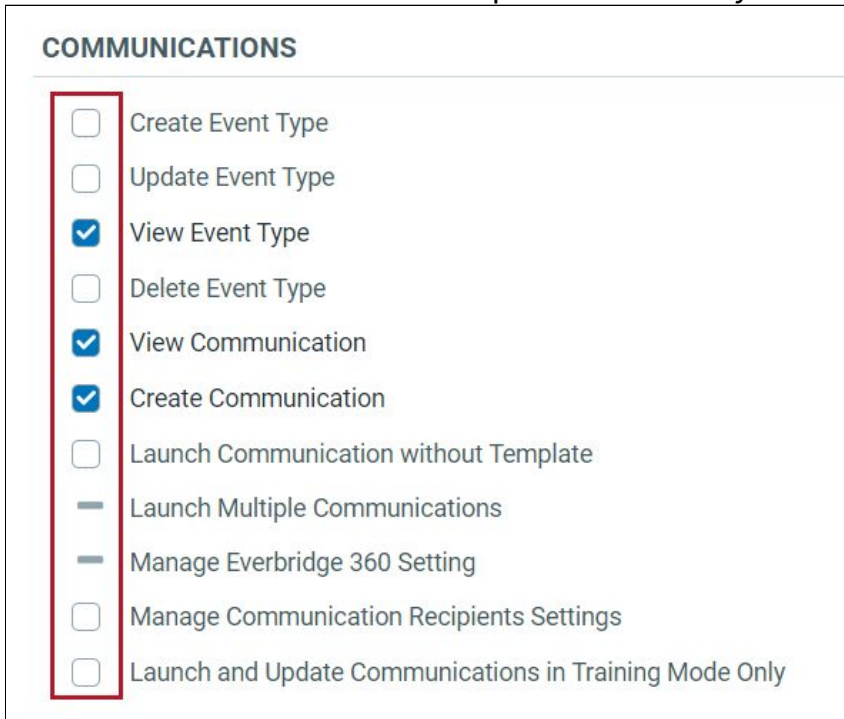 COMMUNICATIONS
Create Event Type
Update Event Type
View Event Type
Delete Event Type
View Communication
Create Communication
Launch Communication without Template
Launch Multiple Communications
Manage Everbridge 360 Setting
Manage Communication Recipients Settings
Launch and Update Communications in Training Mode Only